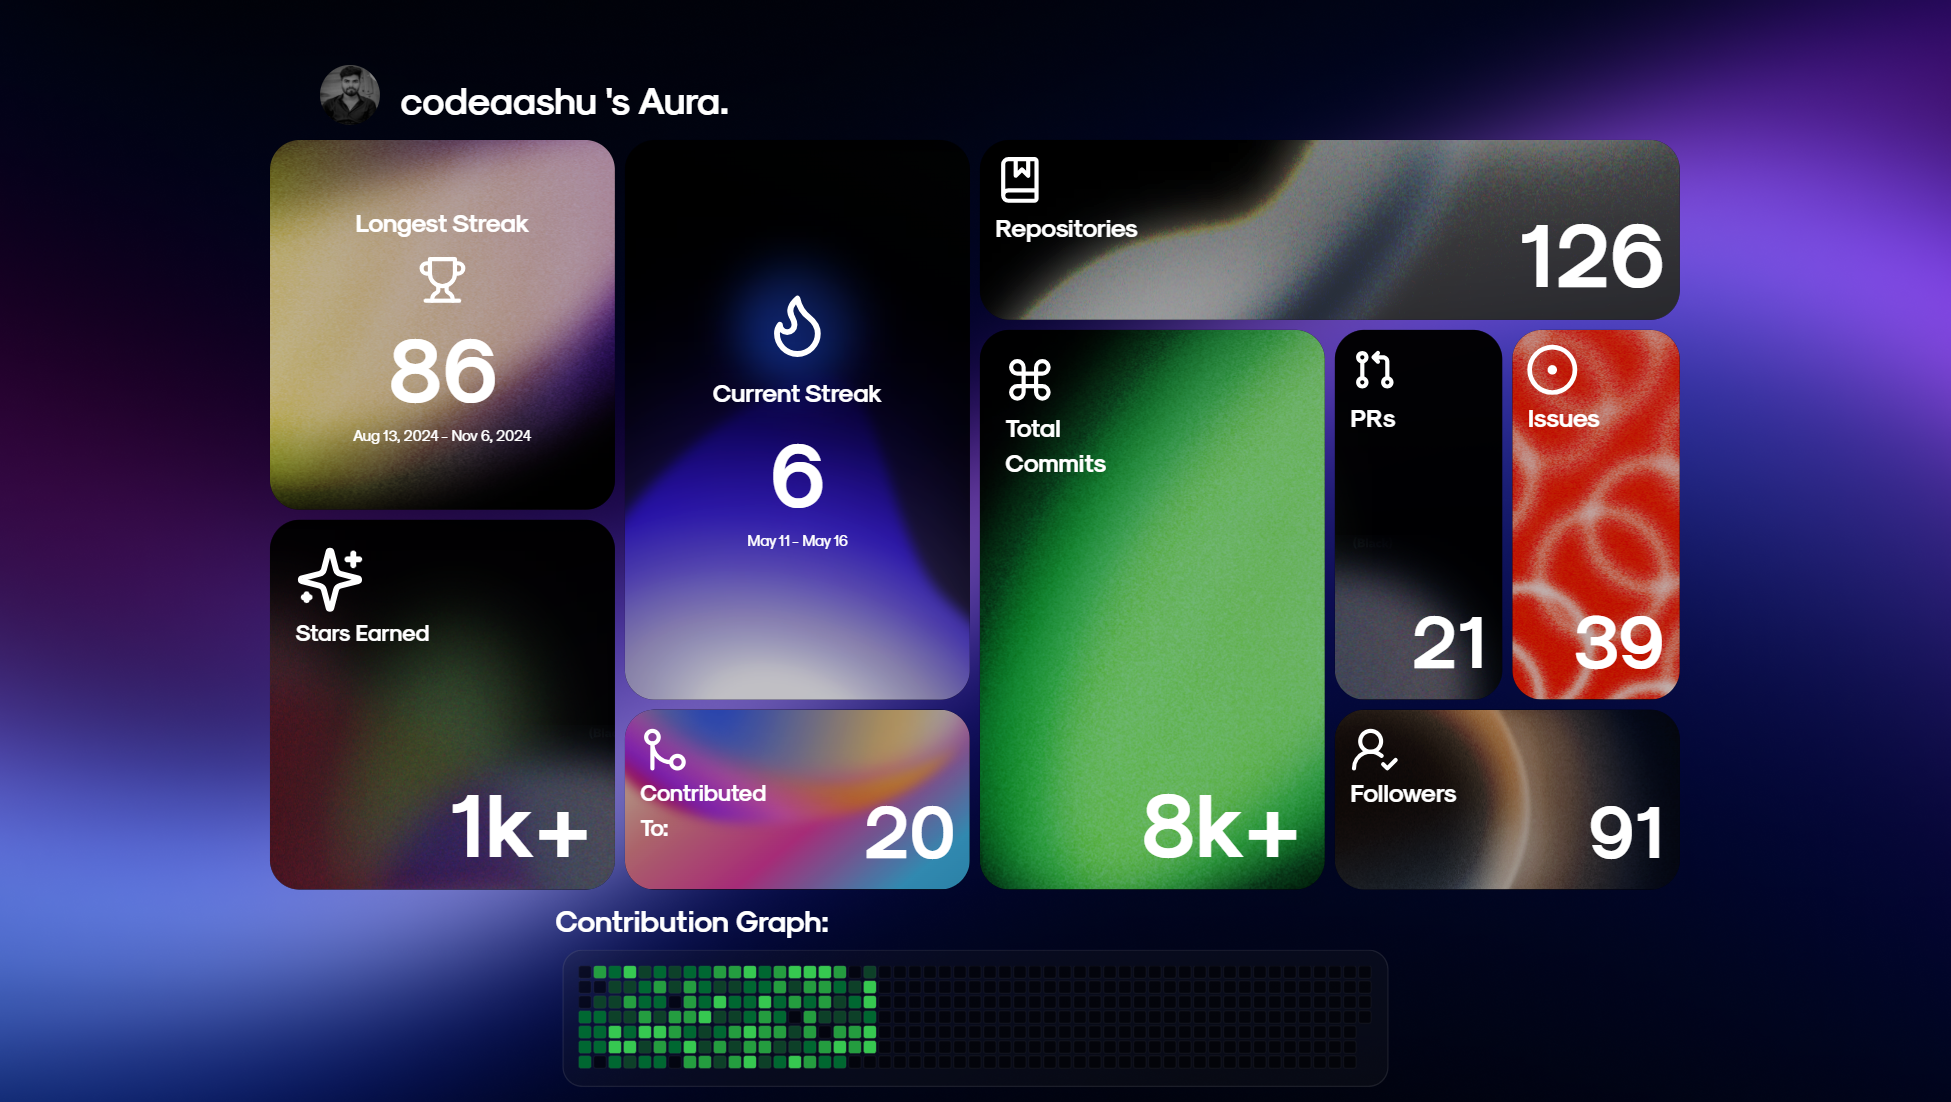 codeaashu 's Aura.
Longest Streak
86
Aug 13, 2024 - Nov 6, 2024
Current Streak
6
May 11 - May 16
Repositories
126
Total
Commits
8k+
PRs
21
Issues
39
Stars Earned
1k+
Contributed
To:
20
Followers
91
Contribution Graph: